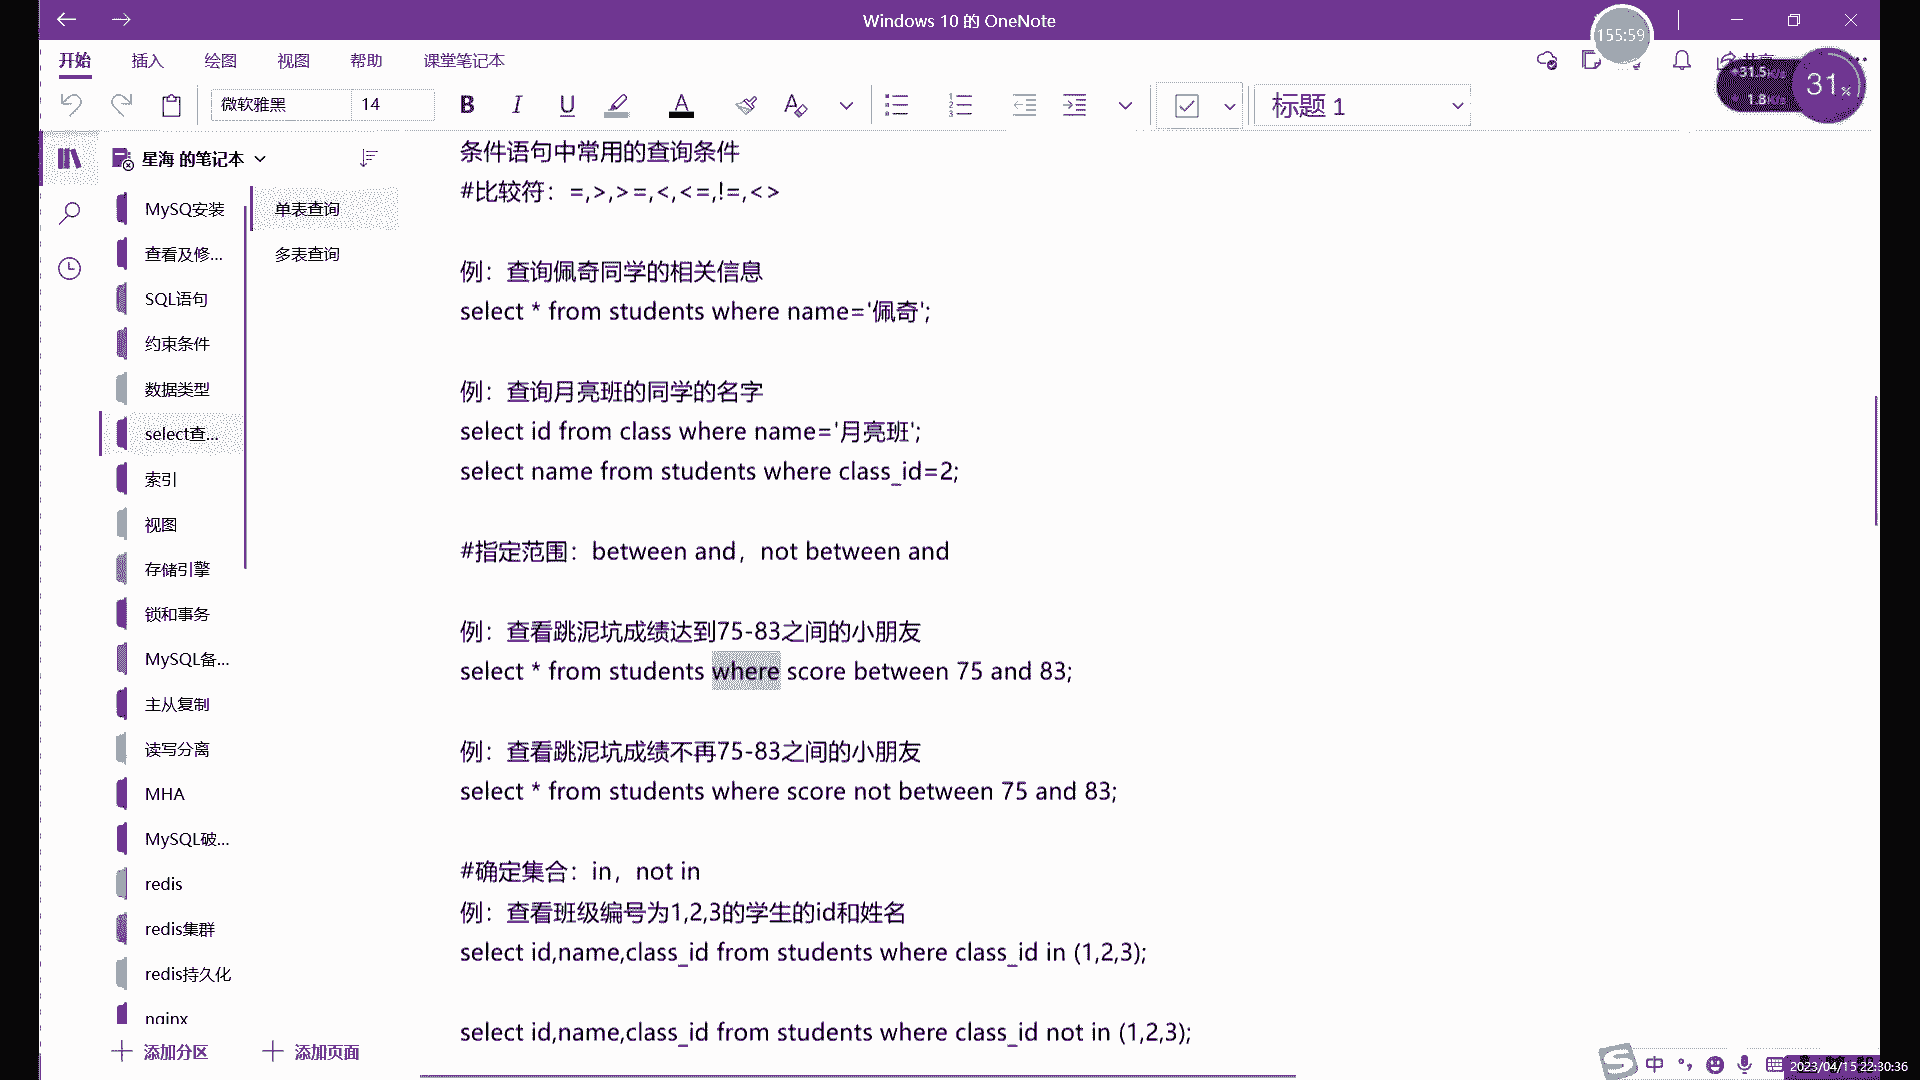 Windows 10 的 OneNote
155:59
开始 插入 绘图 视图 帮助 课堂笔记本
共享
31.5K/s
1.8K/s
31%
微软雅黑 14
标题 1
星海 的笔记本
MySQ安装
查看及修...
SQL语句
约束条件
数据类型
select查...
索引
视图
存储引擎
锁和事务
MySQL备...
主从复制
读写分离
MHA
MySQL破...
redis
redis集群
redis持久化
nginx
添加分区
单表查询
多表查询
添加页面
条件语句中常用的查询条件
#比较符：=,>,>=,<,<=,!=,<>
例：查询佩奇同学的相关信息
select * from students where name='佩奇';
例：查询月亮班的同学的名字
select id from class where name='月亮班';
select name from students where class_id=2;
#指定范围：between and，not between and
例：查看跳泥坑成绩达到75-83之间的小朋友
select * from students where score between 75 and 83;
例：查看跳泥坑成绩不再75-83之间的小朋友
select * from students where score not between 75 and 83;
#确定集合：in，not in
例：查看班级编号为1,2,3的学生的id和姓名
select id,name,class_id from students where class_id in (1,2,3);
select id,name,class_id from students where class_id not in (1,2,3);
中
2023/04/15 22:30:36